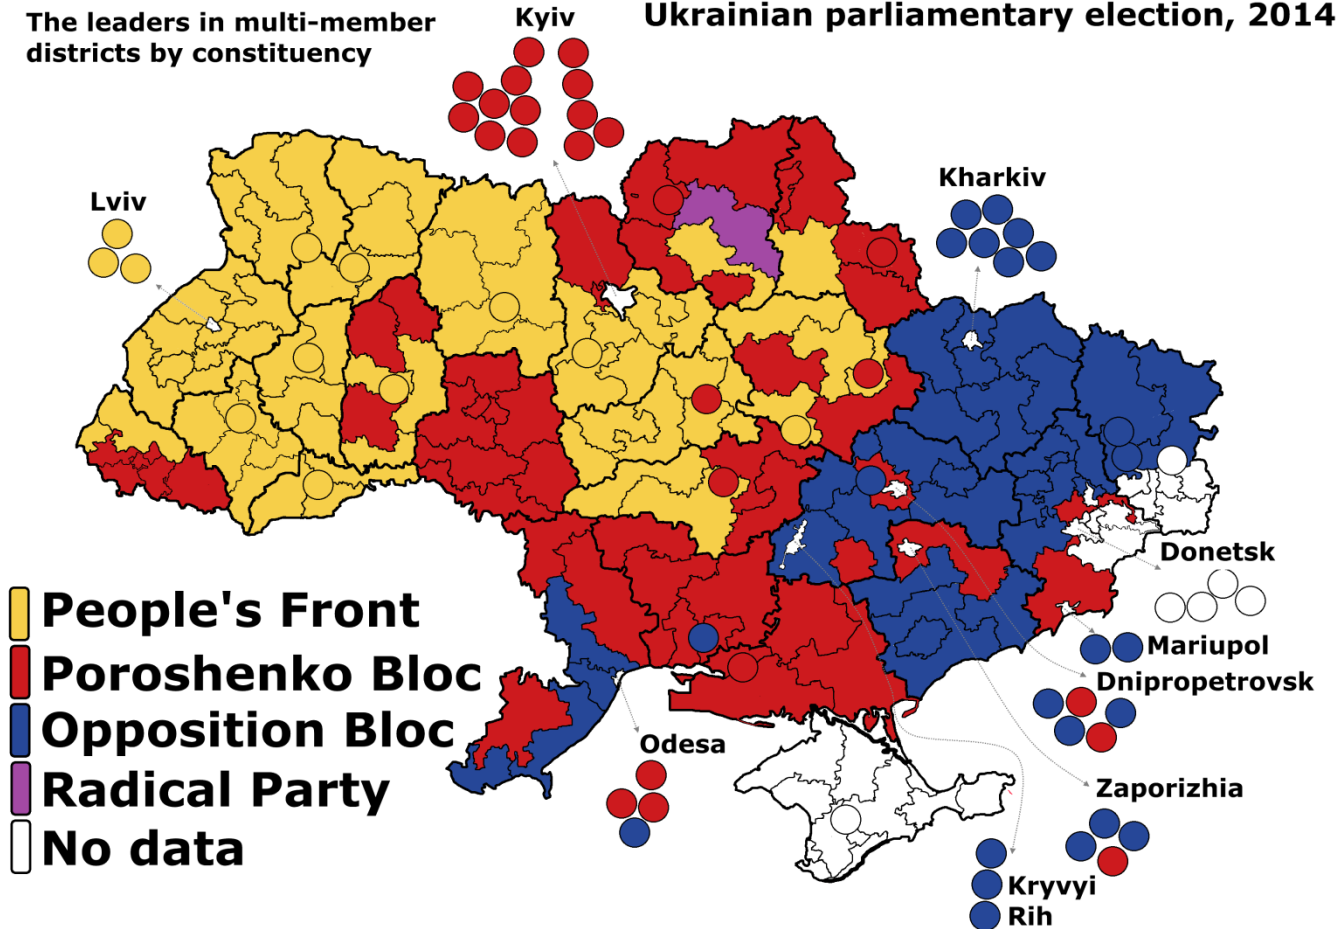 The leaders in multi-member
districts by constituency
Kyiv
Ukrainian parliamentary election, 2014
Lviv
Kharkiv
Donetsk
Mariupol
Dnipropetrovsk
Odesa
Zaporizhia
Kryvyi
Rih
People's Front
Poroshenko Bloc
Opposition Bloc
Radical Party
No data